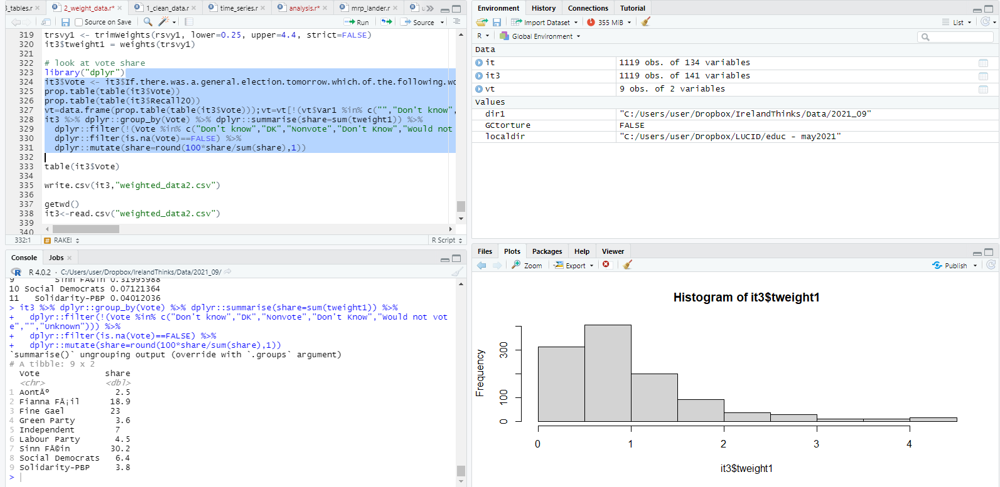 3_tables.r
2_weight_data.r*
1_clean_data.r
time_series.r
analysis.r*
mrp_lander.r
Source on Save
Run
Source
319 trsvy1 <- trimWeights(rsvy1, lower=0.25, upper=4.4, strict=FALSE)
320 it3$tweight1 = weights(trsvy1)
321
322 # look at vote share
323 library("dplyr")
324 it3$Vote <- it3$If.there.was.a.general.election.tomorrow.which.of.the.following.wo
325 prop.table(table(it3$Vote))
326 prop.table(table(it3$Recall20))
327 vt=data.frame(prop.table(table(it3$Vote)));vt=vt[!(vt$Var1 %in% c("","Don't know",
328 it3 %>% dplyr::group_by(Vote) %>% dplyr::summarise(share=sum(tweight1)) %>%
329 dplyr::filter(!(Vote %in% c("Don't know","DK","Nonvote","Don't Know","Would not
330 dplyr::filter(is.na(Vote)==FALSE) %>%
331 dplyr::mutate(share=round(100*share/sum(share),1))
332
333 table(it3$Vote)
334
335 write.csv(it3,"weighted_data2.csv")
336
337 getwd()
338 it3<-read.csv("weighted_data2.csv")
339
340
332:1 # RAKE! R Script
Console Jobs
R 4.0.2 · C:/Users/user/Dropbox/IrelandThinks/Data/2021_09/
9 Sinn FÃ©in 0.31995988
10 Social Democrats 0.07121364
11 Solidarity-PBP 0.04012036
> it3 %>% dplyr::group_by(Vote) %>% dplyr::summarise(share=sum(tweight1)) %>%
+ dplyr::filter(!(Vote %in% c("Don't know","DK","Nonvote","Don't Know","Would not vot
e","","Unknown"))) %>%
+ dplyr::filter(is.na(Vote)==FALSE) %>%
+ dplyr::mutate(share=round(100*share/sum(share),1))
`summarise()` ungrouping output (override with `.groups` argument)
# A tibble: 9 x 2
Vote share
<chr> <dbl>
1 AontÃº 2.5
2 Fianna FÃ¡il 18.9
3 Fine Gael 23
4 Green Party 3.6
5 Independent 7
6 Labour Party 4.5
7 Sinn FÃ©in 30.2
8 Social Democrats 6.4
9 Solidarity-PBP 3.8
>
Environment History Connections Tutorial
Import Dataset 355 MiB List
R Global Environment
Data
it 1119 obs. of 134 variables
it3 1119 obs. of 141 variables
vt 9 obs. of 2 variables
Values
dir1 "C:/Users/user/Dropbox/IrelandThinks/Data/2021_09"
GCtorture FALSE
localdir "C:/Users/user/Dropbox/LUCID/educ - may2021"
Files Plots Packages Help Viewer
Zoom Export Publish
Histogram of it3$tweight1
Frequency
300
100
0
0 1 2 3 4
it3$tweight1